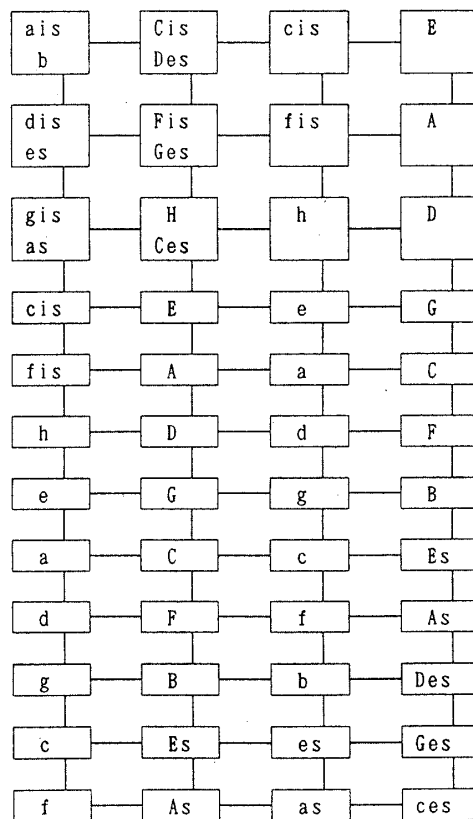 ais Cis cis E
b Des
dis Fis fis A
es Ges
gis H h D
as Ces
cis E e G
fis A a C
h D d F
e G g B
a C c Es
d F f As
g B b Des
c Es es Ges
f As as ces